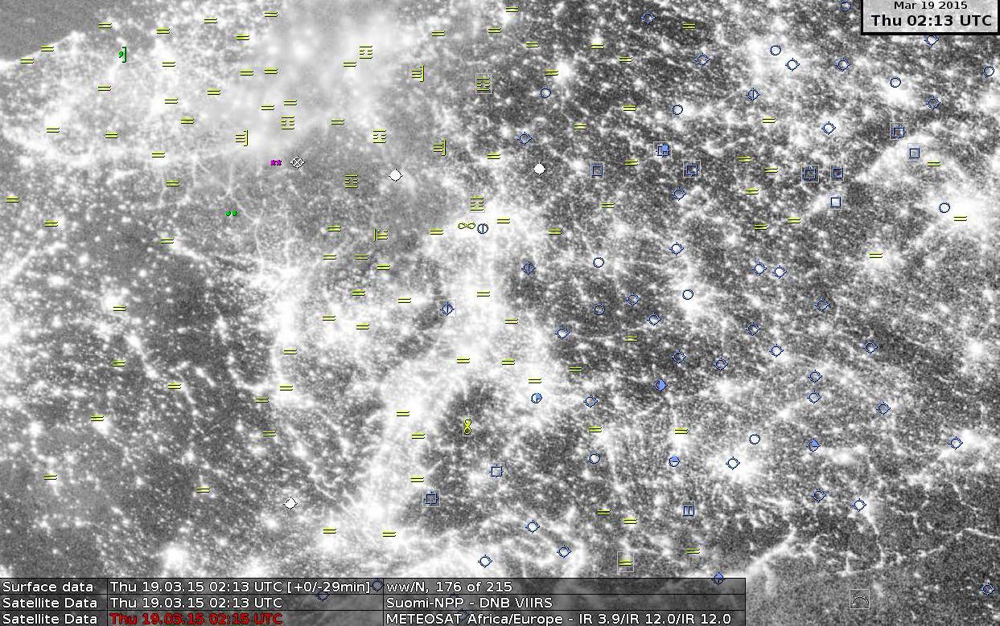 Mar 19 2015
Thu 02:13 UTC
Surface data Thu 19.03.15 02:13 UTC [+0/-29min] ww/N, 176 of 215
Satellite Data Thu 19.03.15 02:13 UTC Suomi-NPP - DNB VIIRS
Satellite Data Thu 19.03.15 02:15 UTC METEOSAT Africa/Europe - IR 3.9/IR 12.0/IR 12.0